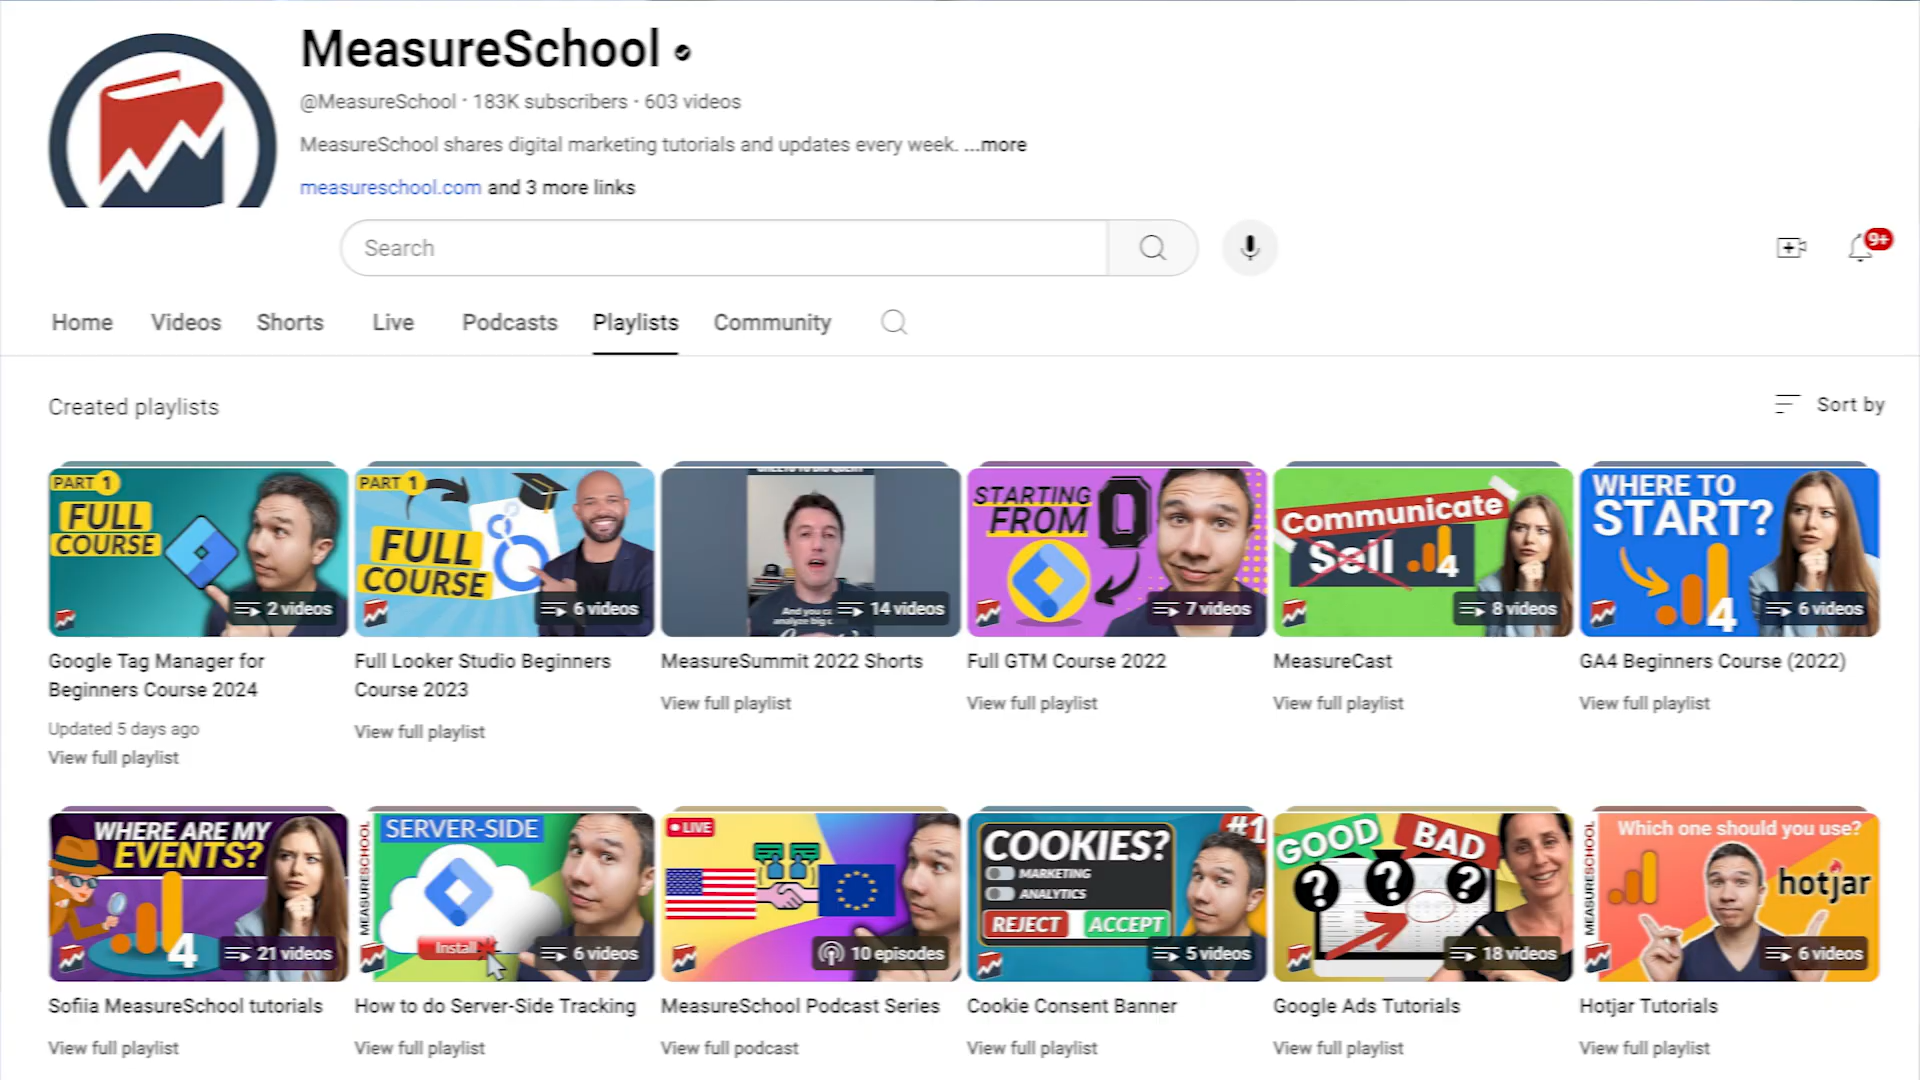 MeasureSchool
@MeasureSchool · 183K subscribers · 603 videos
MeasureSchool shares digital marketing tutorials and updates every week. ...more
measureschool.com and 3 more links
Search
9+
Home Videos Shorts Live Podcasts Playlists Community
Created playlists
Sort by
PART 1
FULL
COURSE
2 videos
PART 1
FULL
COURSE
6 videos
And you c
analyze big c
14 videos
STARTING
FROM 0
7 videos
Communicate
Sell 4
8 videos
WHERE TO
START?
4
6 videos
Google Tag Manager for
Beginners Course 2024
Updated 5 days ago
View full playlist
Full Looker Studio Beginners
Course 2023
View full playlist
MeasureSummit 2022 Shorts
View full playlist
Full GTM Course 2022
View full playlist
MeasureCast
View full playlist
GA4 Beginners Course (2022)
View full playlist
WHERE ARE MY
EVENTS?
4
21 videos
MEASURESCHOOL
SERVER-SIDE
Install
6 videos
LIVE
10 episodes
#1
COOKIES?
MARKETING
ANALYTICS
REJECT ACCEPT
5 videos
GOOD BAD
? ? ?
18 videos
MEASURESCHOOL
Which one should you use?
hotjar
6 videos
Sofiia MeasureSchool tutorials
View full playlist
How to do Server-Side Tracking
View full playlist
MeasureSchool Podcast Series
View full podcast
Cookie Consent Banner
View full playlist
Google Ads Tutorials
View full playlist
Hotjar Tutorials
View full playlist